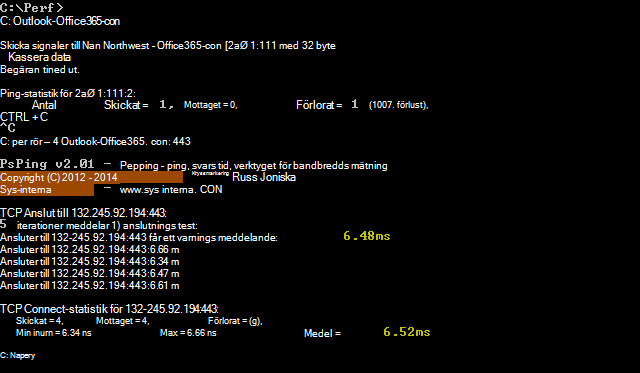 C:\Perf>
C: Outlook-Office365-con
Skicka signaler till Nan Northwest - Office365-con [2aØ 1:111 med 32 byte
Kassera data
Begäran tined ut.
Ping-statistik för 2aØ 1:111:2:
Antal Skickat = 1, Mottaget = 0, Förlorat = 1 (1007. förlust),
CTRL + C
^C
C: per rör – 4 Outlook-Office365. con: 443
PsPing v2.01 – Pepping - ping, svars tid, verktyget för bandbredds mätning
Copyright (C) 2012 - 2014 Kryssmarkering Russ Joniska
Sys-interna – www.sys interna. CON
TCP Anslut till 132.245.92.194:443:
5 iterationer meddelar 1) anslutnings test:
Ansluter till 132-245.92.194:443 får ett varnings meddelande: 6.48ms
Ansluter till 132-245.92.194:443:6.66 m
Ansluter till 132-245.92.194:443:6.34 m
Ansluter till 132-245.92.194:443:6.47 m
Ansluter till 132-245.92.194:443:6.61 m
TCP Connect-statistik för 132-245.92.194:443:
Skickat = 4, Mottaget = 4, Förlorat = (g),
Min inurn = 6.34 ns Max = 6.66 ns Medel = 6.52ms
C: Napery